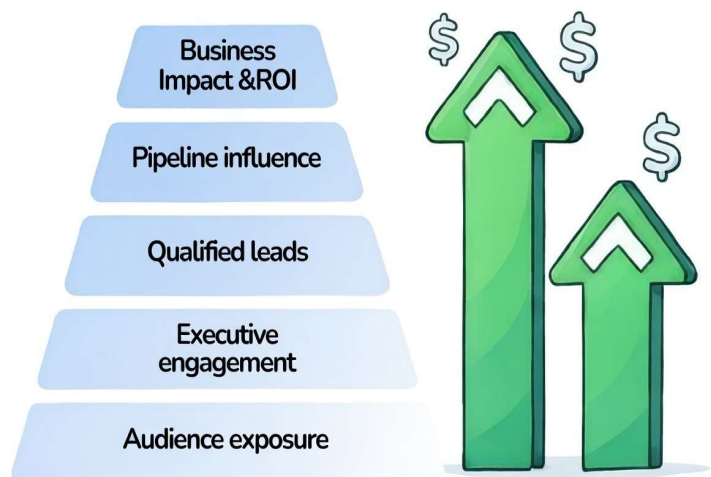 Business
Impact &ROI
Pipeline influence
Qualified leads
Executive
engagement
Audience exposure
$
$
$